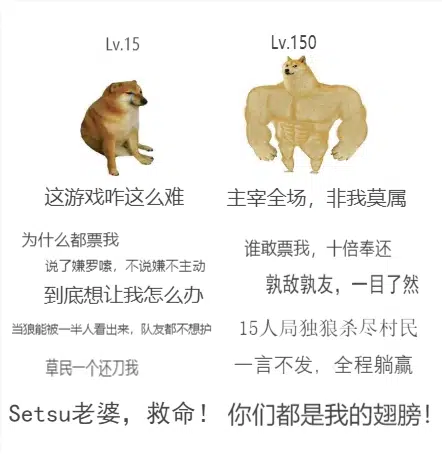 Lv.15
这游戏咋这么难
为什么都票我
说了嫌罗嗦，不说嫌不主动
到底想让我怎么办
当狼能被一半人看出来，队友都不想护
草民一个还刀我
Setsu老婆，救命！
Lv.150
主宰全场，非我莫属
谁敢票我，十倍奉还
孰敌孰友，一目了然
15人局独狼杀尽村民
一言不发，全程躺赢
你们都是我的翅膀！